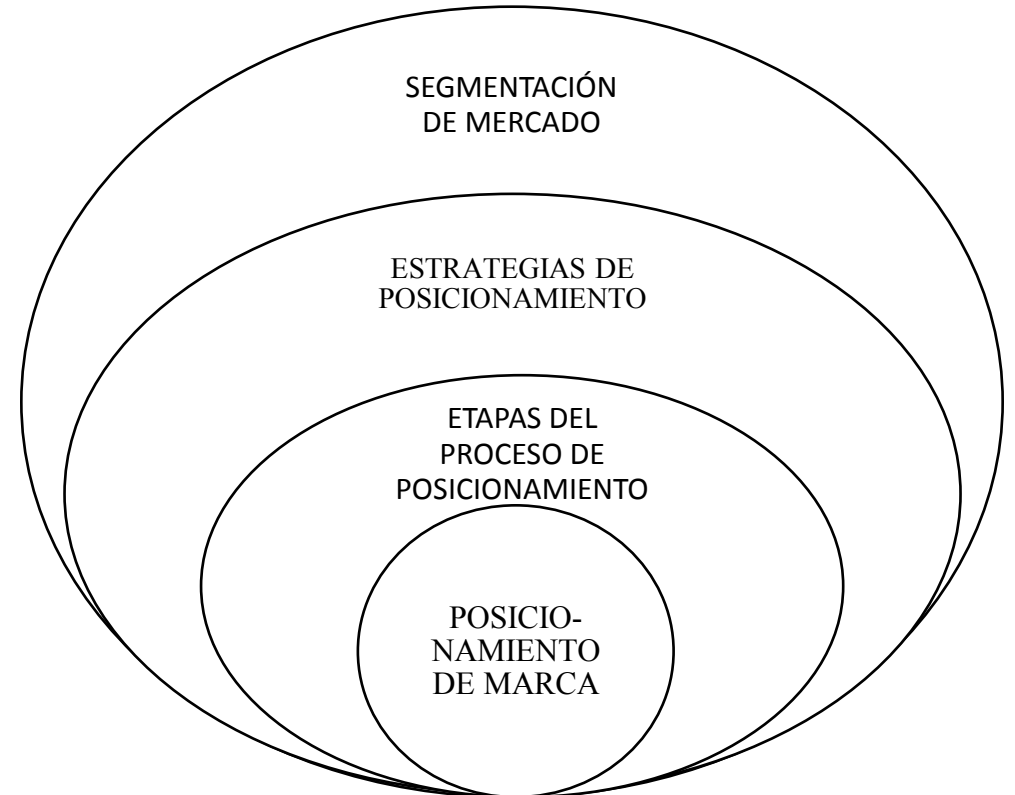 SEGMENTACIÓN
DE MERCADO
ESTRATEGIAS DE
POSICIONAMIENTO
ETAPAS DEL
PROCESO DE
POSICIONAMIENTO
POSICIO-
NAMIENTO
DE MARCA